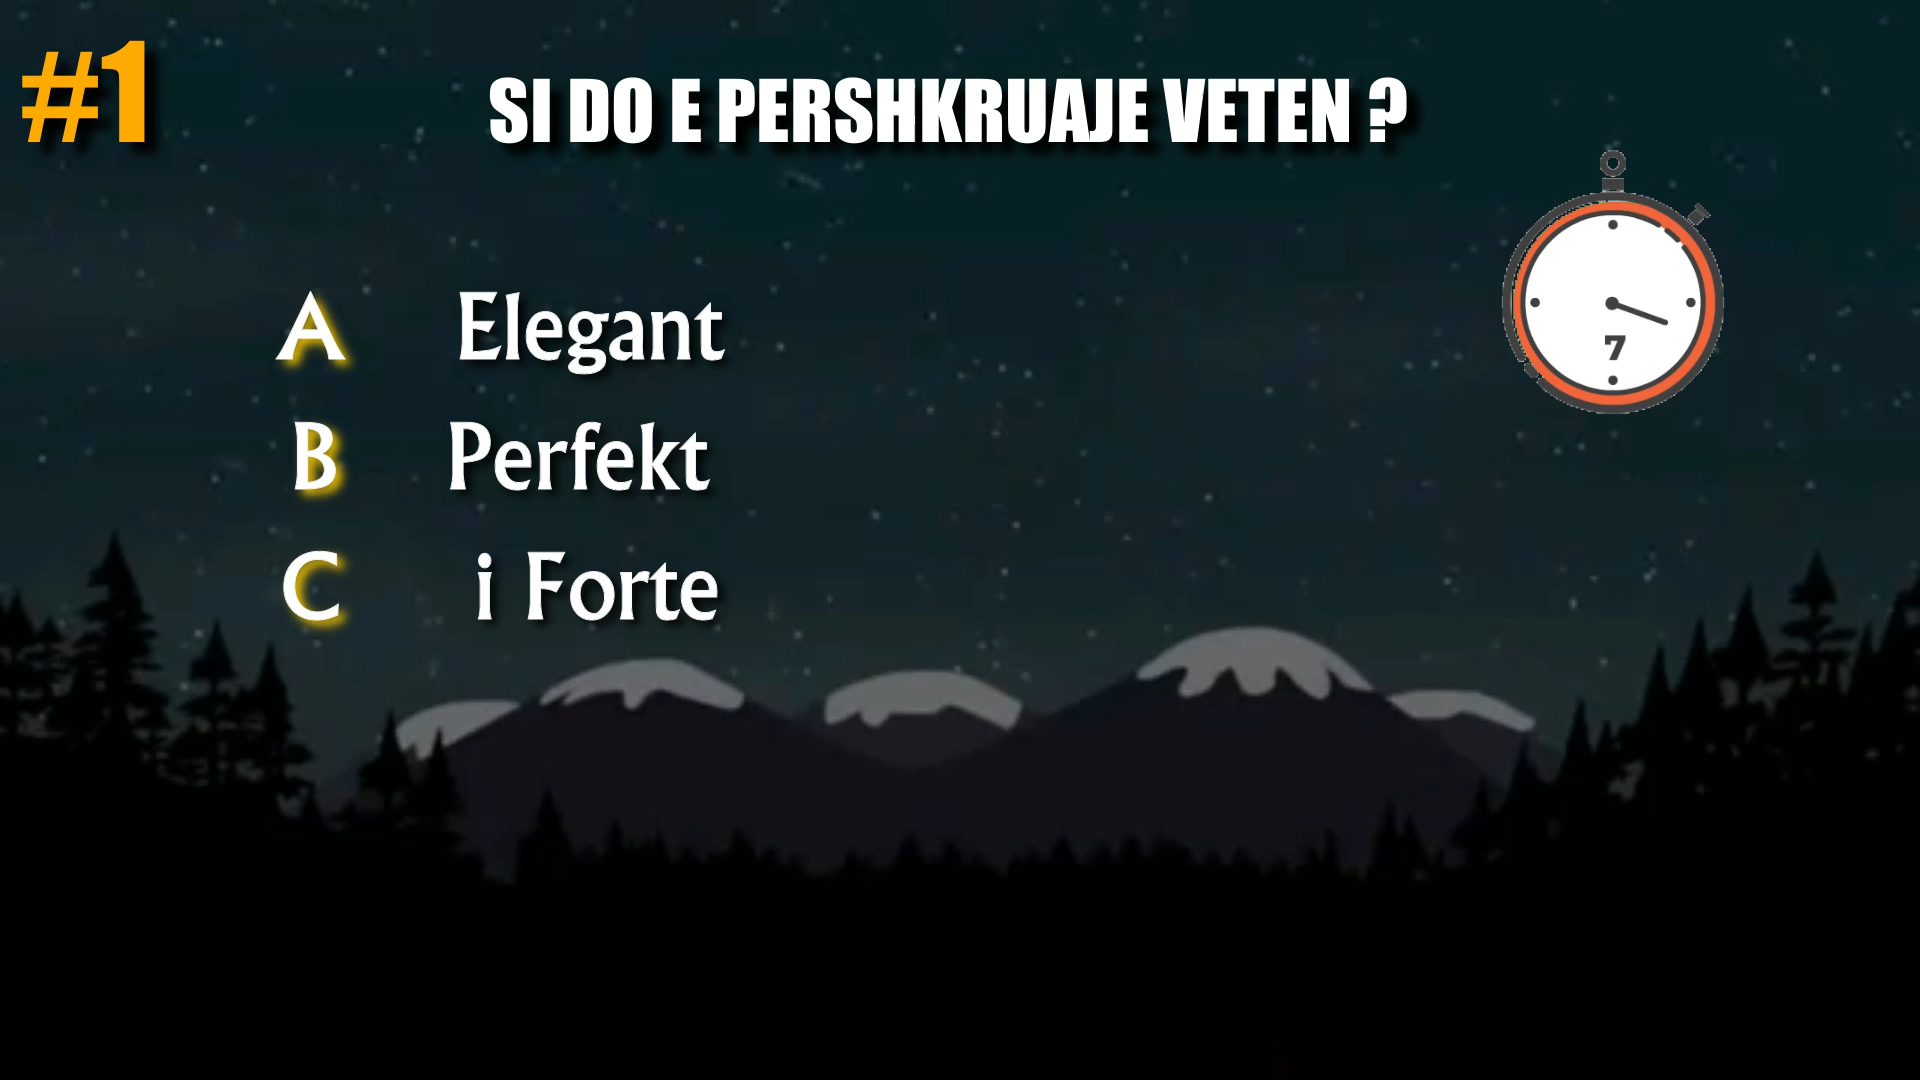 #1
SI DO E PERSHKRUAJE VETEN ?
A Elegant
B Perfekt
C i Forte
7